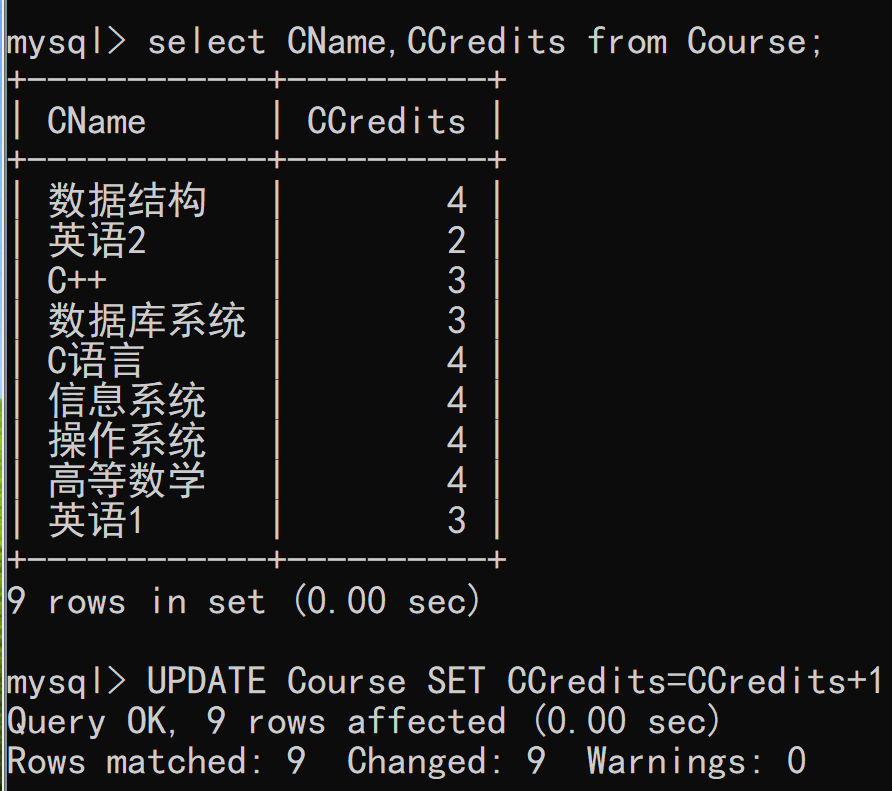 mysql> select CName,CCredits from Course;
+------------+----------+
| CName      | CCredits |
+------------+----------+
| 数据结构   |        4 |
| 英语2      |        2 |
| C++        |        3 |
| 数据库系统 |        3 |
| C语言      |        4 |
| 信息系统   |        4 |
| 操作系统   |        4 |
| 高等数学   |        4 |
| 英语1      |        3 |
+------------+----------+
9 rows in set (0.00 sec)
mysql> UPDATE Course SET CCredits=CCredits+1
Query OK, 9 rows affected (0.00 sec)
Rows matched: 9  Changed: 9  Warnings: 0